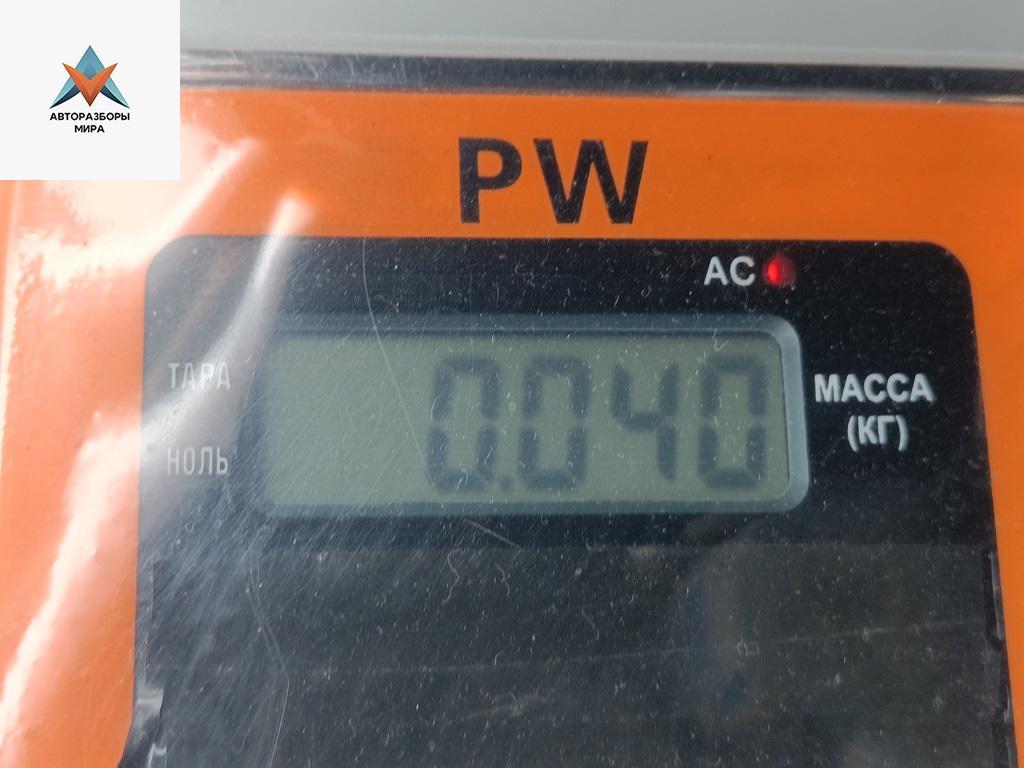 АВТОРАЗБОРЫ
МИРА
PW
AC
ТАРА
0.040
МАССА
(КГ)
НОЛЬ